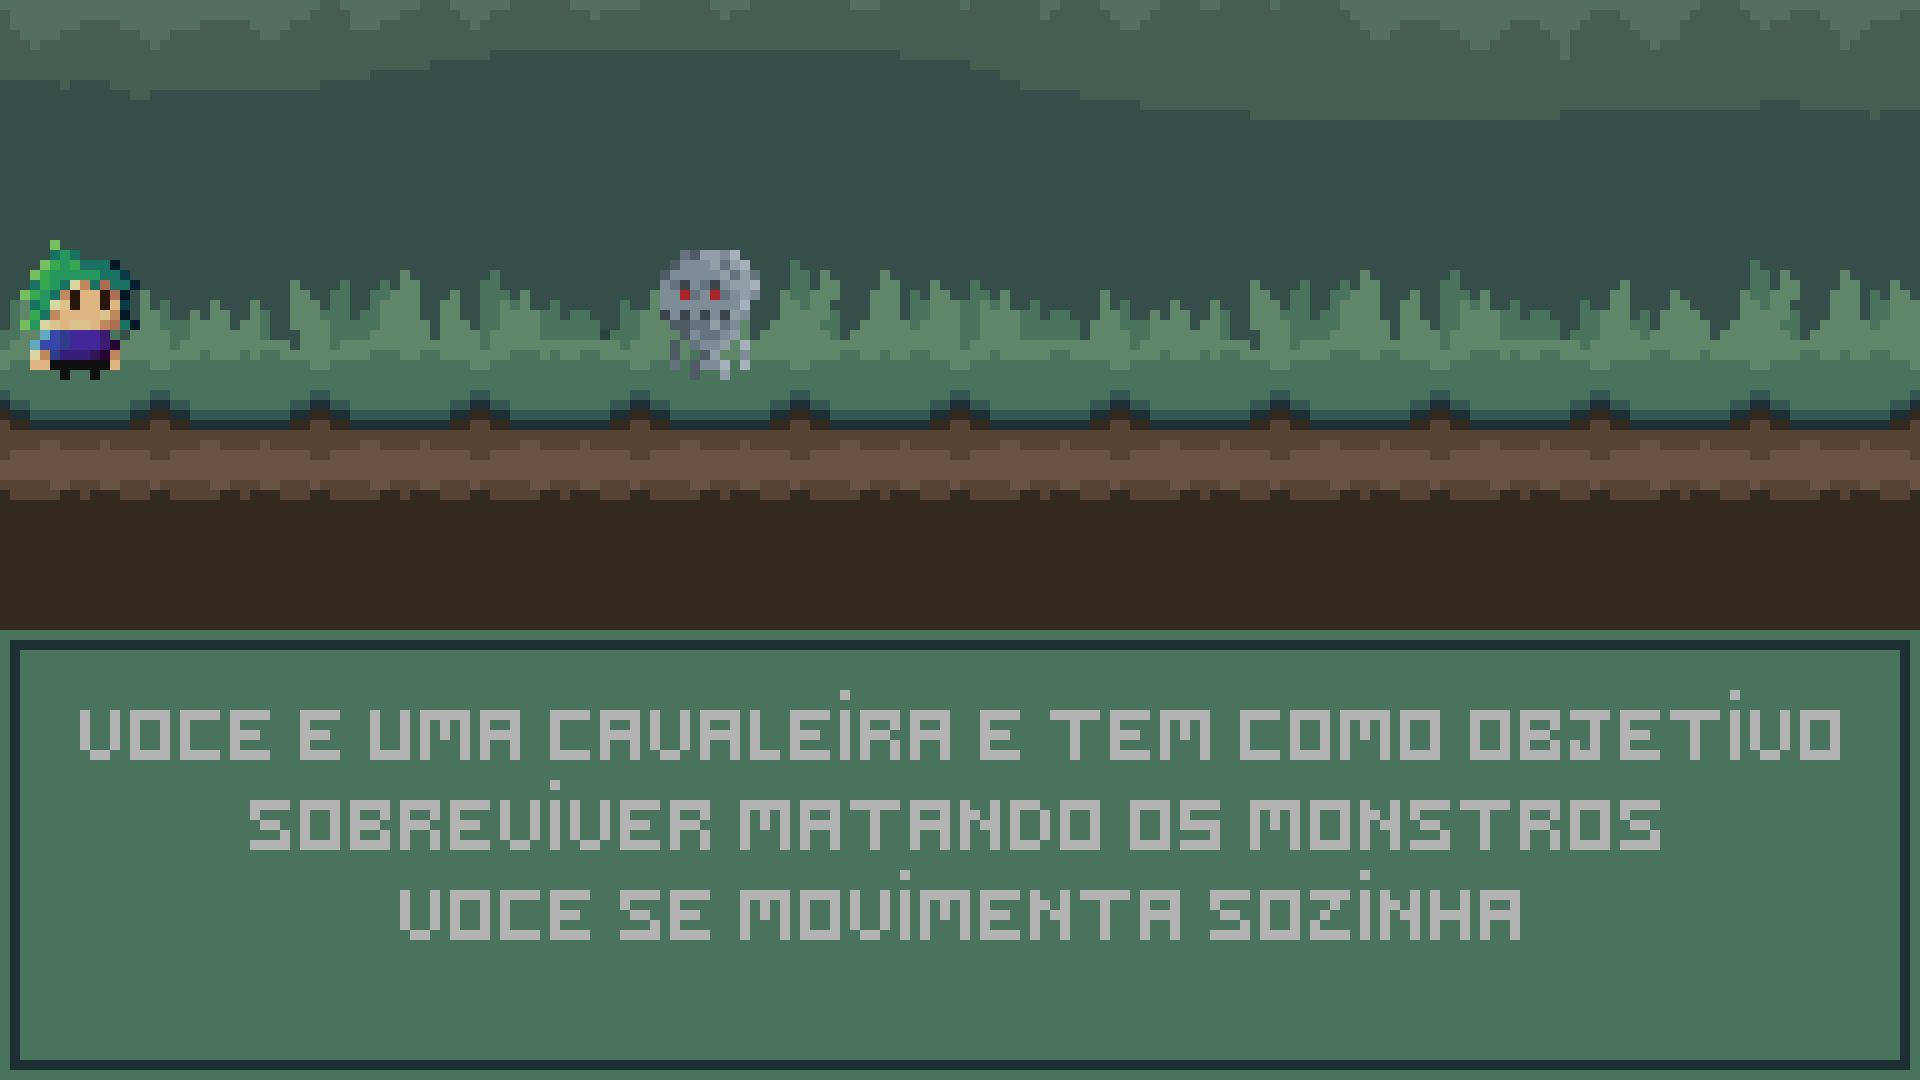 VOCE E UMA CAVALEIRA E TEM COMO OBJETIVO
SOBREVIVER MATANDO OS MONSTROS
VOCE SE MOVIMENTA SOZINHA